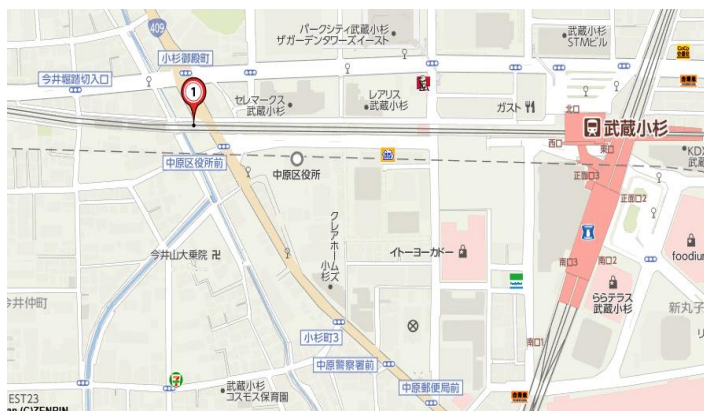 パークシティ武蔵小杉
ザガーデンタワーズイースト
武蔵小杉
STMビル
409
小杉御殿町
今井堀踏切入口
CoCo
1
セレマークス
武蔵小杉
レアリス
武蔵小杉
ガスト
北口
武蔵小杉
西口
東口
中原区役所前
中原区役所
KDX
武蔵
正面口3
正面口2
クレアホームズ
小杉
今井山大乗院
イトーヨーカドー
南口3
南口2
foodium
ららテラス
武蔵小杉
今井仲町
新丸子
小杉町3
南口1
中原警察署前
中原郵便局前
武蔵小杉
コスモス保育園
EST23
(C)ZENRIN